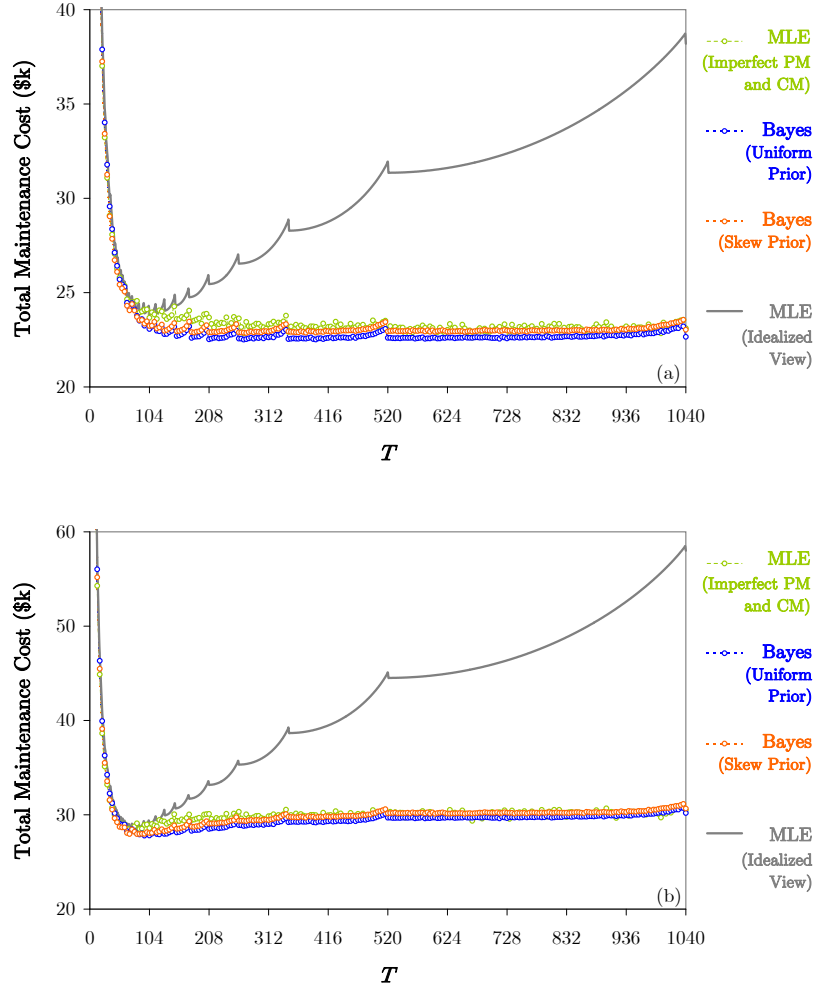 40
35
30
25
20
Total Maintenance Cost ($k)
0 104 208 312 416 520 624 728 832 936 1040
T
(a)
MLE
(Imperfect PM
and CM)
Bayes
(Uniform
Prior)
Bayes
(Skew Prior)
MLE
(Idealized
View)
60
50
40
30
20
Total Maintenance Cost ($k)
0 104 208 312 416 520 624 728 832 936 1040
T
(b)
MLE
(Imperfect PM
and CM)
Bayes
(Uniform
Prior)
Bayes
(Skew Prior)
MLE
(Idealized
View)